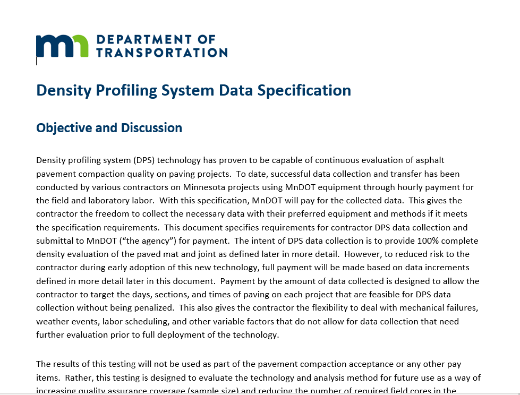 DEPARTMENT OF
TRANSPORTATION
Density Profiling System Data Specification
Objective and Discussion
Density profiling system (DPS) technology has proven to be capable of continuous evaluation of asphalt
pavement compaction quality on paving projects.  To date, successful data collection and transfer has been
conducted by various contractors on Minnesota projects using MnDOT equipment through hourly payment for
the field and laboratory labor.  With this specification, MnDOT will pay for the collected data.  This gives the
contractor the freedom to collect the necessary data with their preferred equipment and methods if it meets
the specification requirements.  This document specifies requirements for contractor DPS data collection and
submittal to MnDOT ("the agency") for payment.  The intent of DPS data collection is to provide 100% complete
density evaluation of the paved mat and joint as defined later in more detail.  However, to reduced risk to the
contractor during early adoption of this new technology, full payment will be made based on data increments
defined in more detail later in this document.  Payment by the amount of data collected is designed to allow the
contractor to target the days, sections, and times of paving on each project that are feasible for DPS data
collection without being penalized.  This also gives the contractor the flexibility to deal with mechanical failures,
weather events, labor scheduling, and other variable factors that do not allow for data collection that need
further evaluation prior to full deployment of the technology.
The results of this testing will not be used as part of the pavement compaction acceptance or any other pay
items.  Rather, this testing is designed to evaluate the technology and analysis method for future use as a way of
increasing quality assurance coverage (sample size) and reducing the number of required field cores in the